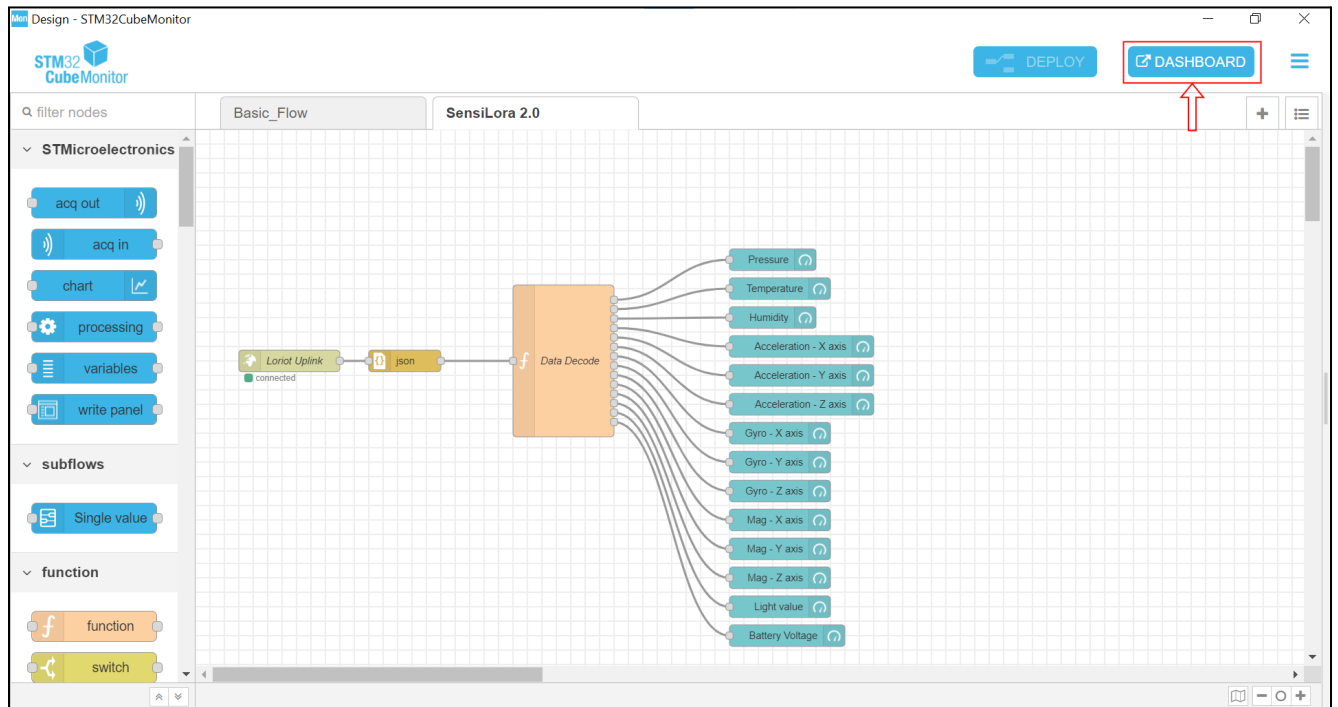 Mon Design - STM32CubeMonitor
STM32
CubeMonitor
DEPLOY
DASHBOARD
filter nodes
Basic_Flow
SensiLora 2.0
STMicroelectronics
acq out
acq in
chart
processing
variables
write panel
subflows
Single value
function
function
switch
Loriot Uplink
connected
json
Data Decode
Pressure
Temperature
Humidity
Acceleration - X axis
Acceleration - Y axis
Acceleration - Z axis
Gyro - X axis
Gyro - Y axis
Gyro - Z axis
Mag - X axis
Mag - Y axis
Mag - Z axis
Light value
Battery Voltage